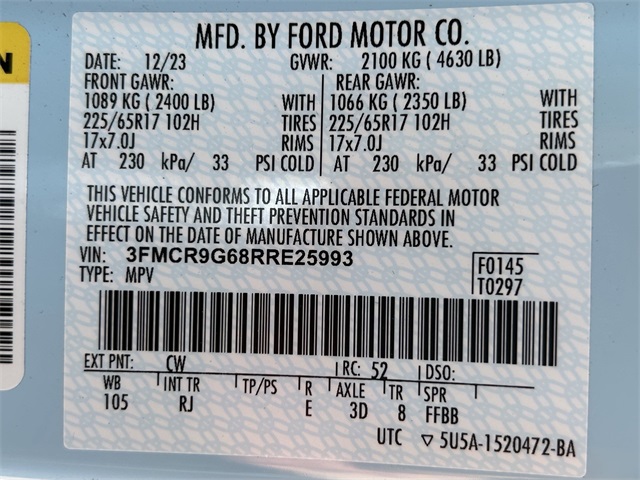 N
MFD. BY FORD MOTOR CO.
DATE: 12/23 GVWR: 2100 KG ( 4630 LB)
FRONT GAWR: REAR GAWR:
1089 KG ( 2400 LB) WITH 1066 KG ( 2350 LB) WITH
225/65R17 102H TIRES 225/65R17 102H TIRES
17x7.0J RIMS 17x7.0J RIMS
AT 230 kPa/ 33 PSI COLD AT 230 kPa/ 33 PSI COLD
THIS VEHICLE CONFORMS TO ALL APPLICABLE FEDERAL MOTOR
VEHICLE SAFETY AND THEFT PREVENTION STANDARDS IN
EFFECT ON THE DATE OF MANUFACTURE SHOWN ABOVE.
VIN: 3FMCR9G68RRE25993 F0145
TYPE: MPV T0297
EXT PNT: CW RC: 52 DSO:
WB INT TR TP/PS R AXLE TR SPR
105 RJ E 3D 8 FFBB
UTC ▽ 5U5A-1520472-BA